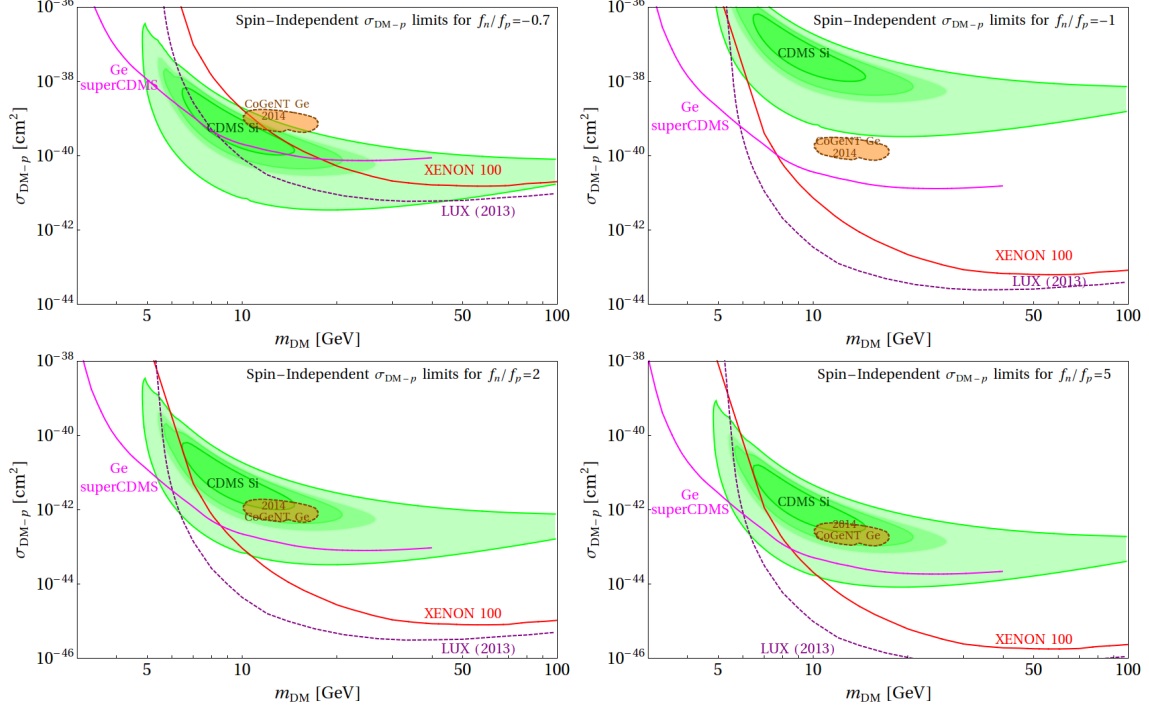 Spin-Independent σDM-p limits for fn/fp=-0.7
10^-36
10^-38
10^-40
10^-42
10^-44
σDM-p [cm²]
Ge
superCDMS
CoGeNT Ge
2014
CDMS Si
XENON 100
LUX (2013)
5
10
50
100
mDM [GeV]
Spin-Independent σDM-p limits for fn/fp=-1
10^-36
10^-38
10^-40
10^-42
10^-44
σDM-p [cm²]
CDMS Si
Ge
superCDMS
CoGeNT Ge
2014
XENON 100
LUX (2013)
5
10
50
100
mDM [GeV]
Spin-Independent σDM-p limits for fn/fp=2
10^-38
10^-40
10^-42
10^-44
10^-46
σDM-p [cm²]
Ge
superCDMS
CDMS Si
2014
CoGeNT Ge
XENON 100
LUX (2013)
5
10
50
100
mDM [GeV]
Spin-Independent σDM-p limits for fn/fp=5
10^-38
10^-40
10^-42
10^-44
10^-46
σDM-p [cm²]
Ge
superCDMS
CDMS Si
2014
CoGeNT Ge
XENON 100
LUX (2013)
5
10
50
100
mDM [GeV]